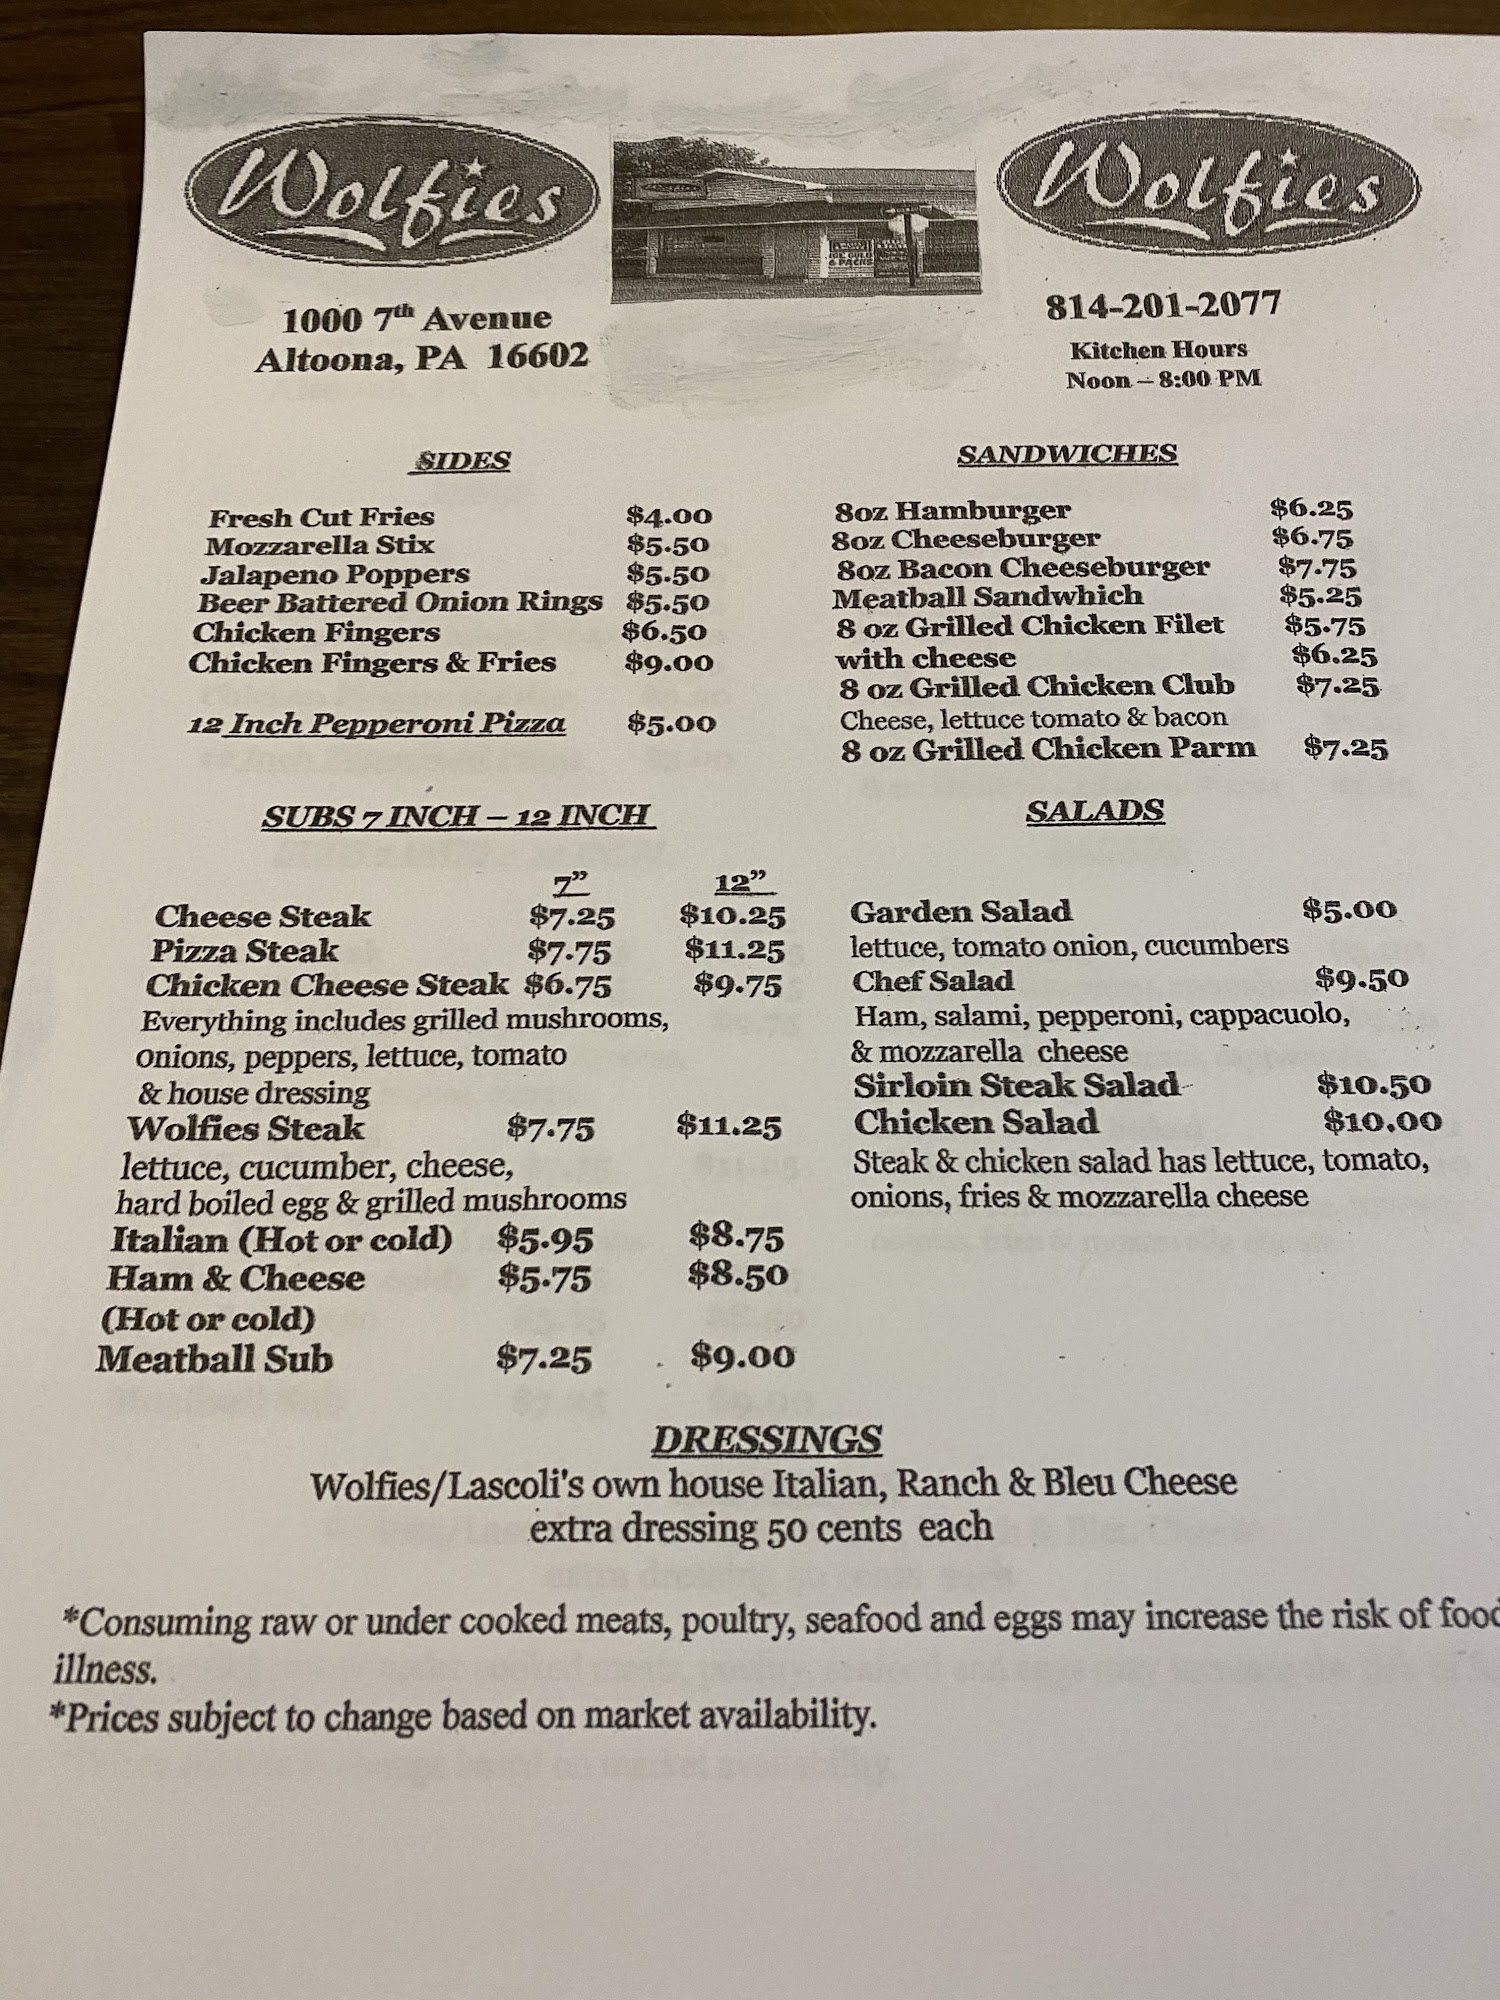 Wolfies
Wolfies
1000 7th Avenue
Altoona, PA 16602
814-201-2077
Kitchen Hours
Noon – 8:00 PM
SIDES
Fresh Cut Fries $4.00
Mozzarella Stix $5.50
Jalapeno Poppers $5.50
Beer Battered Onion Rings $5.50
Chicken Fingers $6.50
Chicken Fingers & Fries $9.00
12 Inch Pepperoni Pizza $5.00
SANDWICHES
8oz Hamburger $6.25
8oz Cheeseburger $6.75
8oz Bacon Cheeseburger $7.75
Meatball Sandwhich $5.25
8 oz Grilled Chicken Filet $5.75
with cheese $6.25
8 oz Grilled Chicken Club $7.25
Cheese, lettuce tomato & bacon
8 oz Grilled Chicken Parm $7.25
SUBS 7 INCH – 12 INCH
7” 12”
Cheese Steak $7.25 $10.25
Pizza Steak $7.75 $11.25
Chicken Cheese Steak $6.75 $9.75
Everything includes grilled mushrooms,
onions, peppers, lettuce, tomato
& house dressing
Wolfies Steak $7.75 $11.25
lettuce, cucumber, cheese,
hard boiled egg & grilled mushrooms
Italian (Hot or cold) $5.95 $8.75
Ham & Cheese $5.75 $8.50
(Hot or cold)
Meatball Sub $7.25 $9.00
SALADS
Garden Salad $5.00
lettuce, tomato onion, cucumbers
Chef Salad $9.50
Ham, salami, pepperoni, cappacuolo,
& mozzarella cheese
Sirloin Steak Salad $10.50
Chicken Salad $10.00
Steak & chicken salad has lettuce, tomato,
onions, fries & mozzarella cheese
DRESSINGS
Wolfies/Lascoli's own house Italian, Ranch & Bleu Cheese
extra dressing 50 cents each
*Consuming raw or under cooked meats, poultry, seafood and eggs may increase the risk of food
illness.
*Prices subject to change based on market availability.